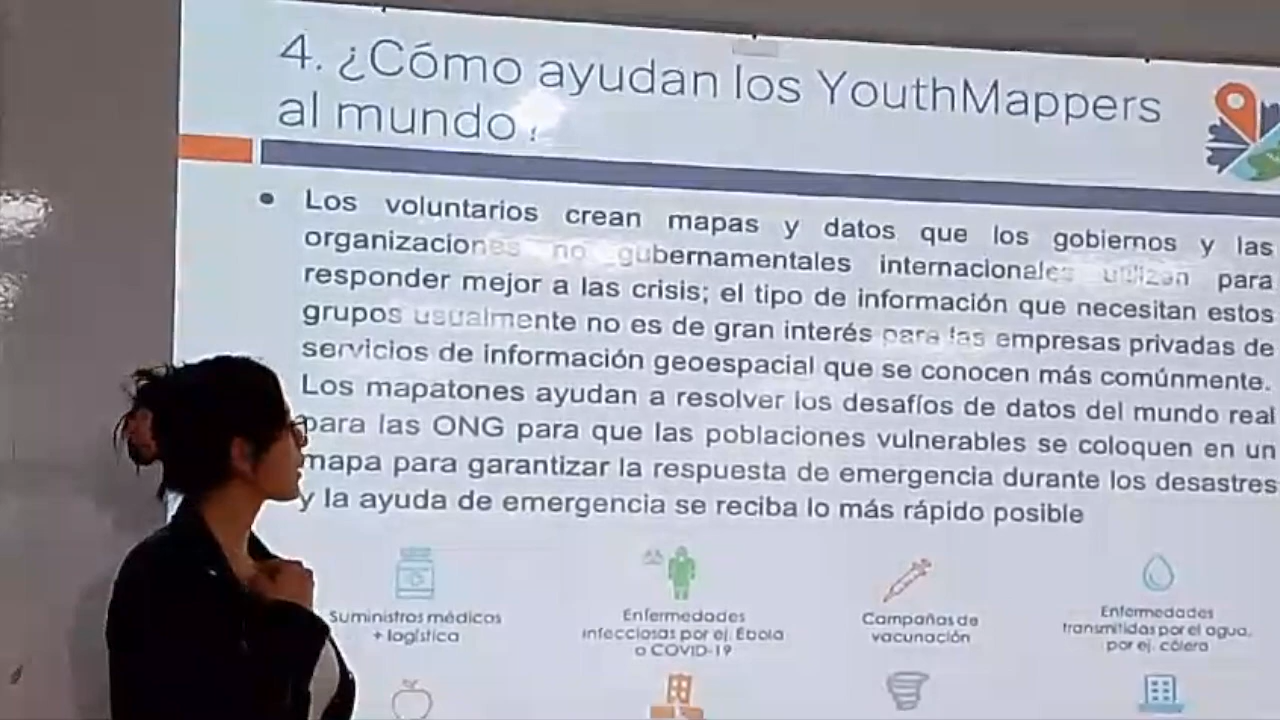 4. ¿Cómo ayudan los YouthMappers
al mundo
• Los voluntarios crean mapas y datos que los gobiernos y las
organizaciones no gubernamentales internacionales utilizan para
responder mejor a las crisis; el tipo de información que necesitan estos
grupos usualmente no es de gran interés para las empresas privadas de
servicios de información geoespacial que se conocen más comúnmente.
Los mapatones ayudan a resolver los desafíos de datos del mundo real
para las ONG para que las poblaciones vulnerables se coloquen en un
mapa para garantizar la respuesta de emergencia durante los desastres
y la ayuda de emergencia se reciba lo más rápido posible
Suministros médicos
+ logística
Enfermedades
infecciosas por ej. Ébola
o COVID-19
Campañas de
vacunación
Enfermedades
transmitidas por el agua,
por ej. cólera